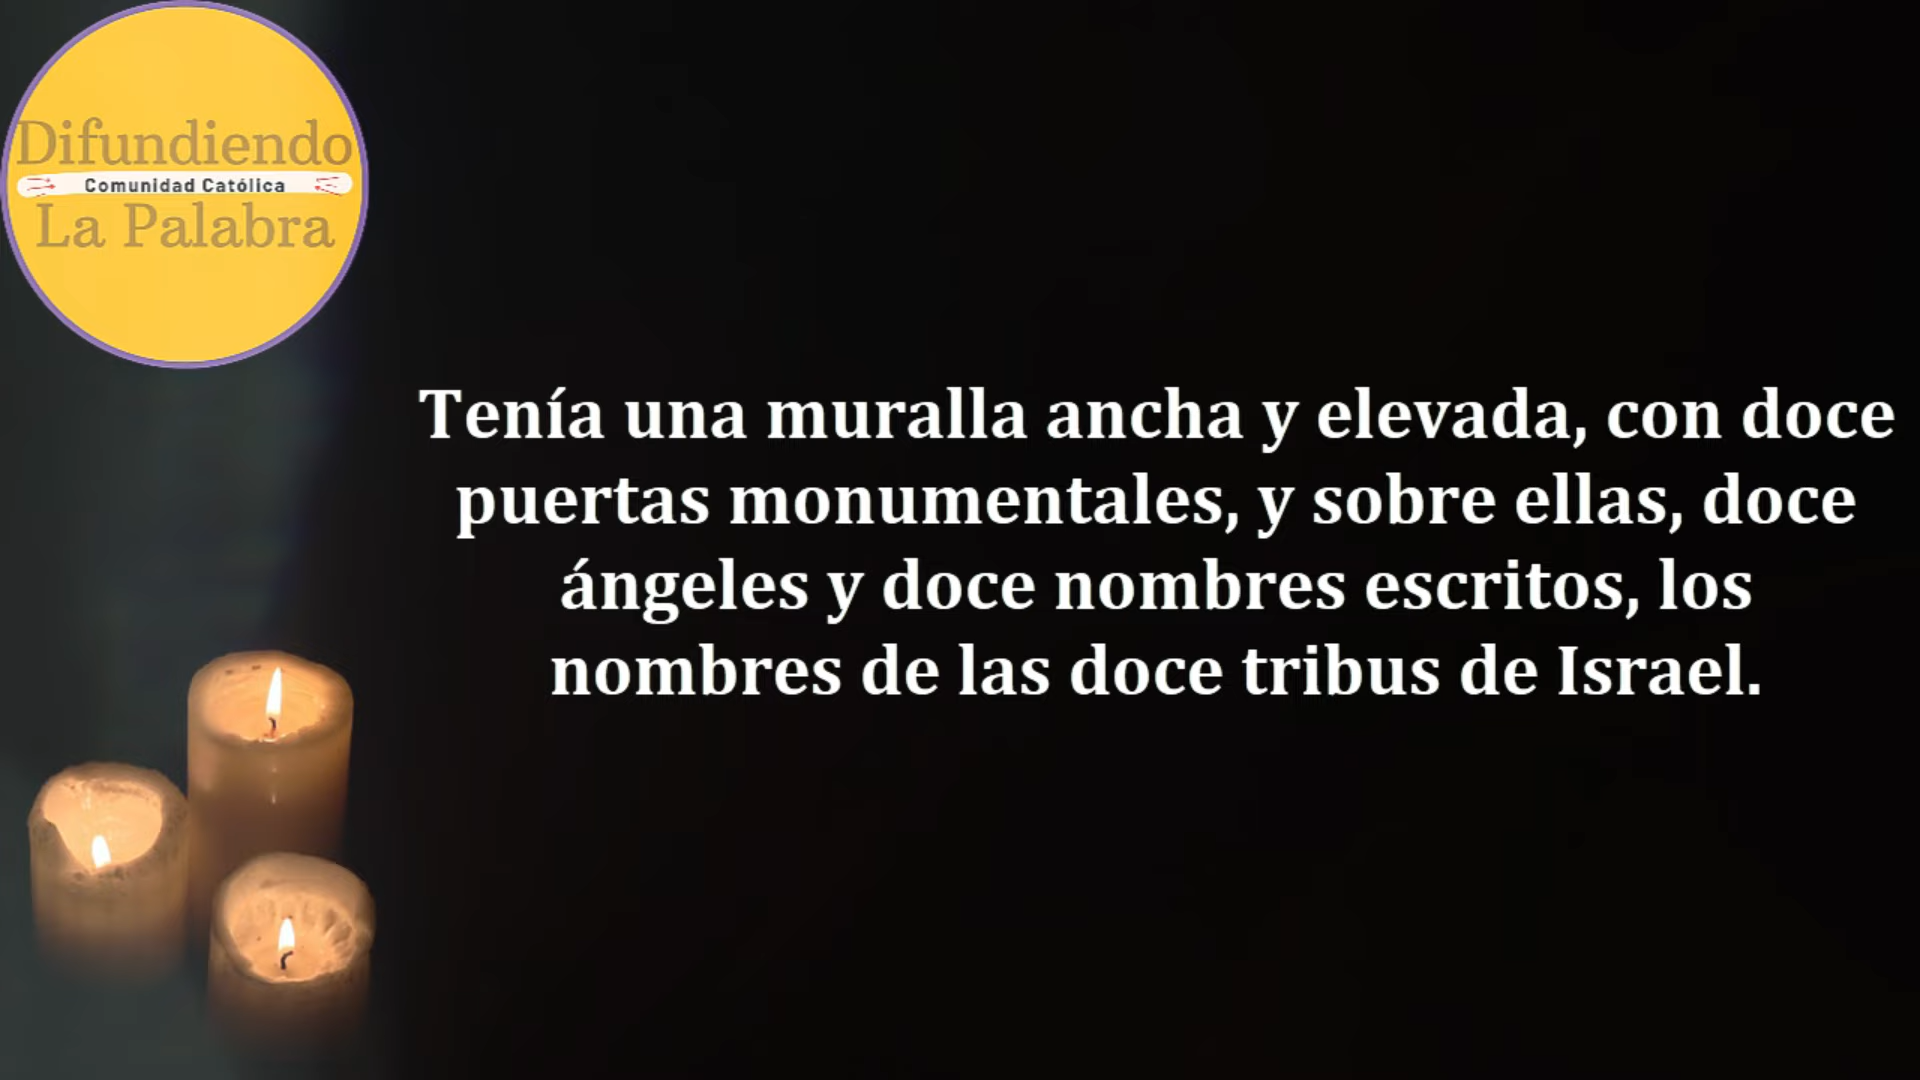 Difundiendo
Comunidad Católica
La Palabra
Tenía una muralla ancha y elevada, con doce
puertas monumentales, y sobre ellas, doce
ángeles y doce nombres escritos, los
nombres de las doce tribus de Israel.